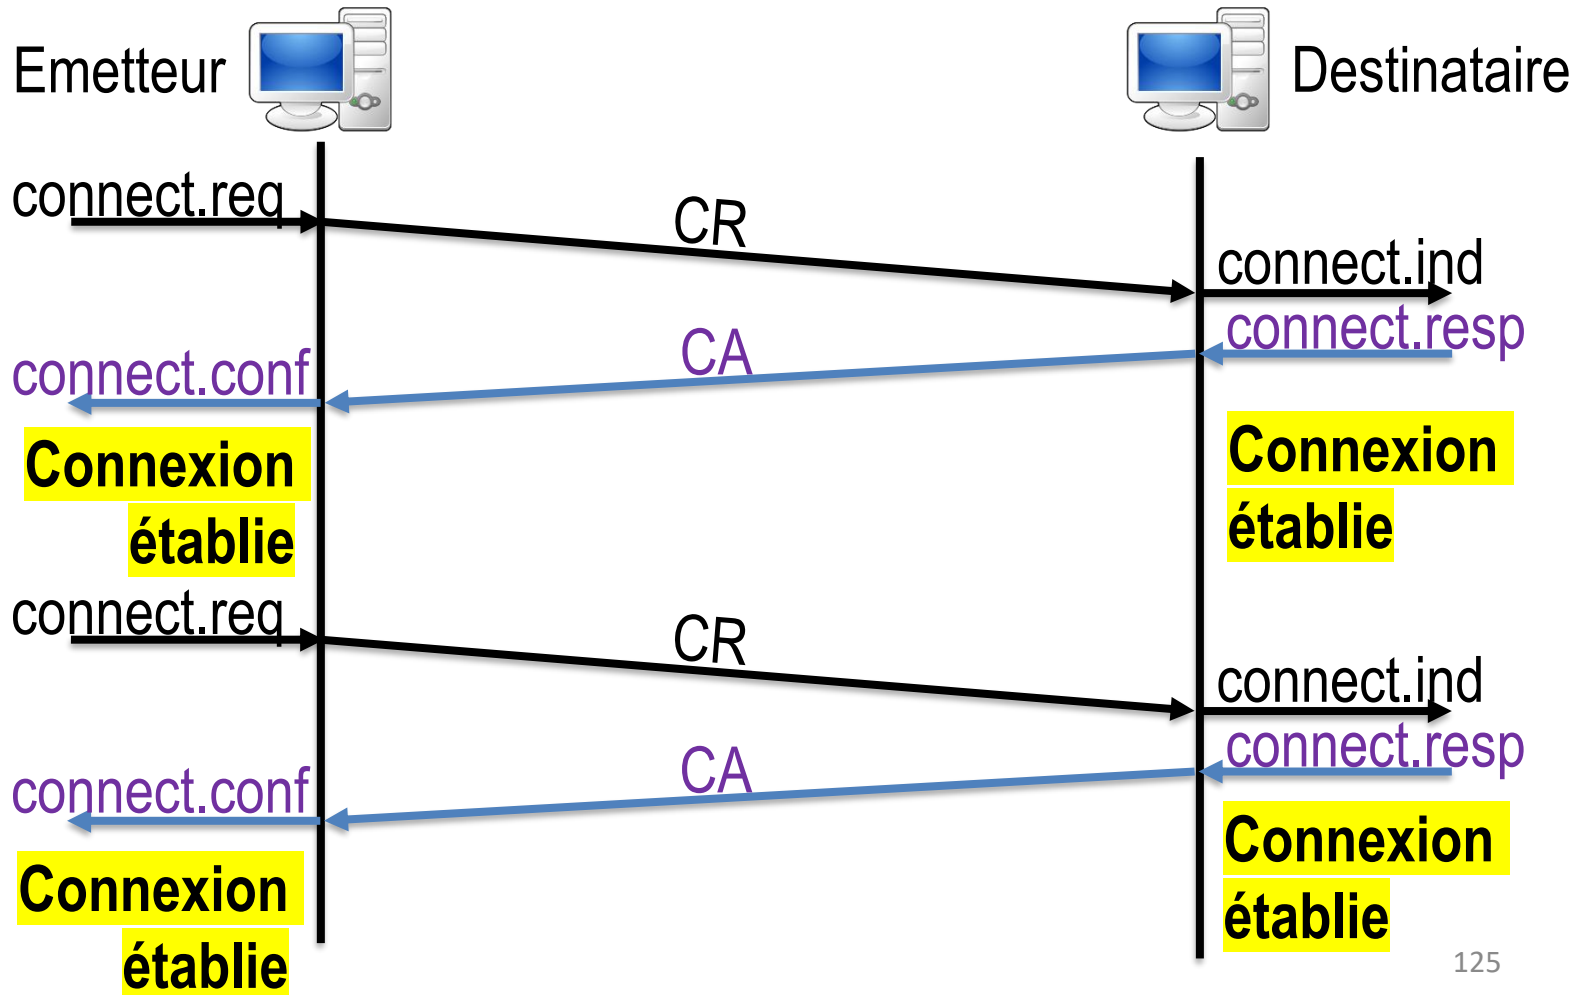 Emetteur
Destinataire
connect.req
CR
connect.ind
connect.resp
CA
connect.conf
Connexion
établie
Connexion
établie
connect.req
CR
connect.ind
connect.resp
CA
connect.conf
Connexion
établie
Connexion
établie
125